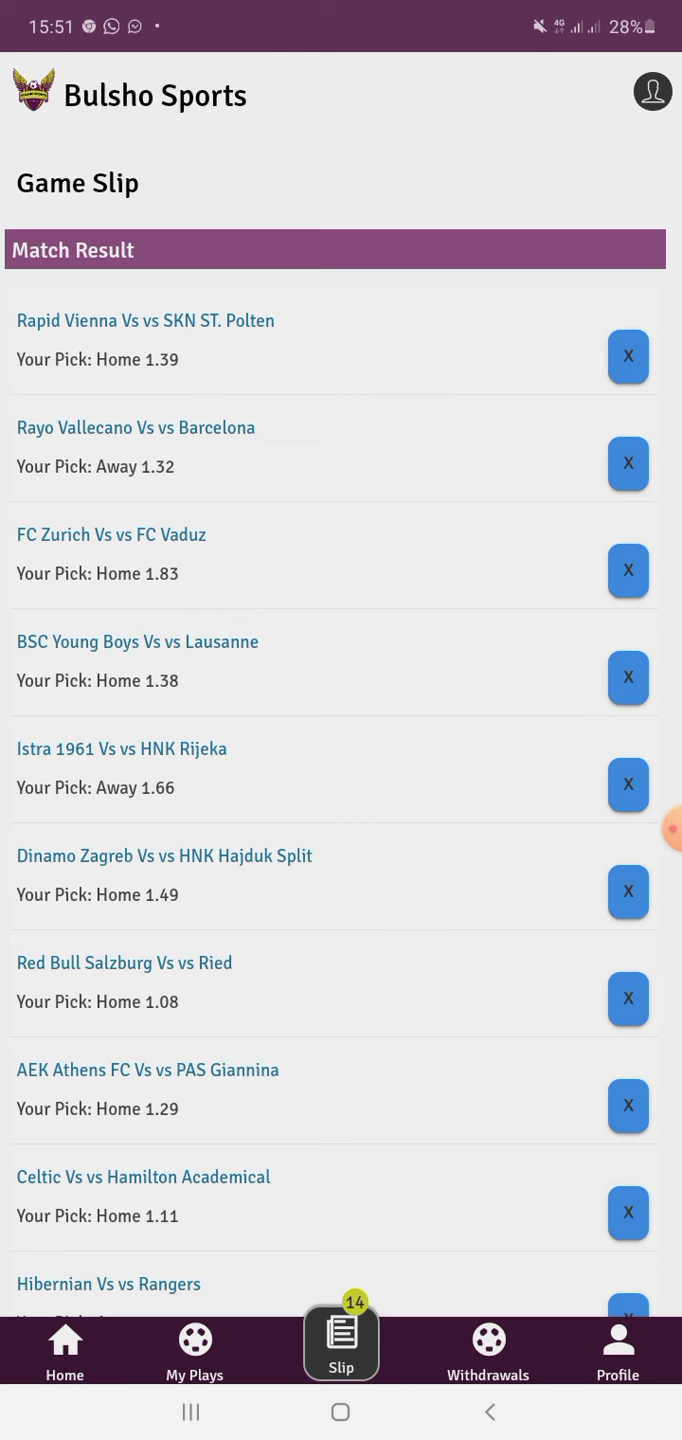 15:51
4G
28%
Bulsho Sports
Game Slip
Match Result
Rapid Vienna Vs vs SKN ST. Polten
Your Pick: Home 1.39
X
Rayo Vallecano Vs vs Barcelona
Your Pick: Away 1.32
X
FC Zurich Vs vs FC Vaduz
Your Pick: Home 1.83
X
BSC Young Boys Vs vs Lausanne
Your Pick: Home 1.38
X
Istra 1961 Vs vs HNK Rijeka
Your Pick: Away 1.66
X
Dinamo Zagreb Vs vs HNK Hajduk Split
Your Pick: Home 1.49
X
Red Bull Salzburg Vs vs Ried
Your Pick: Home 1.08
X
AEK Athens FC Vs vs PAS Giannina
Your Pick: Home 1.29
X
Celtic Vs vs Hamilton Academical
Your Pick: Home 1.11
X
Hibernian Vs vs Rangers
14
Home
My Plays
Slip
Withdrawals
Profile